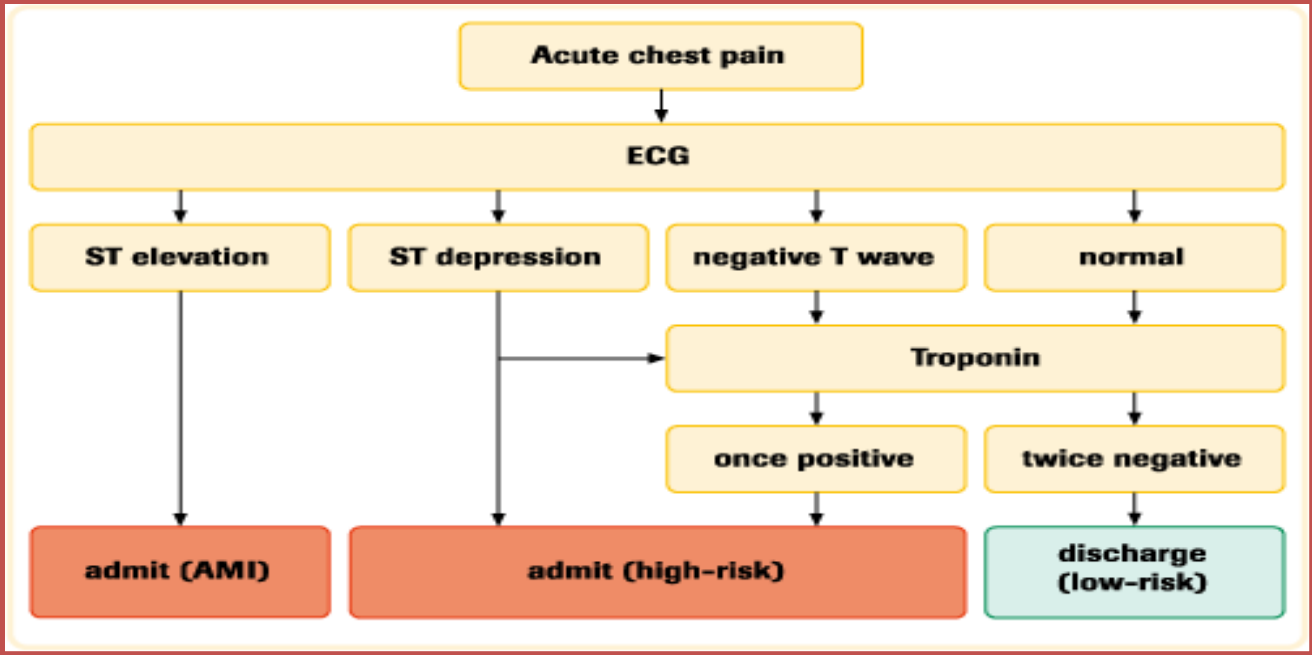 Acute chest pain
ECG
ST elevation
ST depression
negative T wave
normal
Troponin
once positive
twice negative
admit (AMI)
admit (high-risk)
discharge
(low-risk)